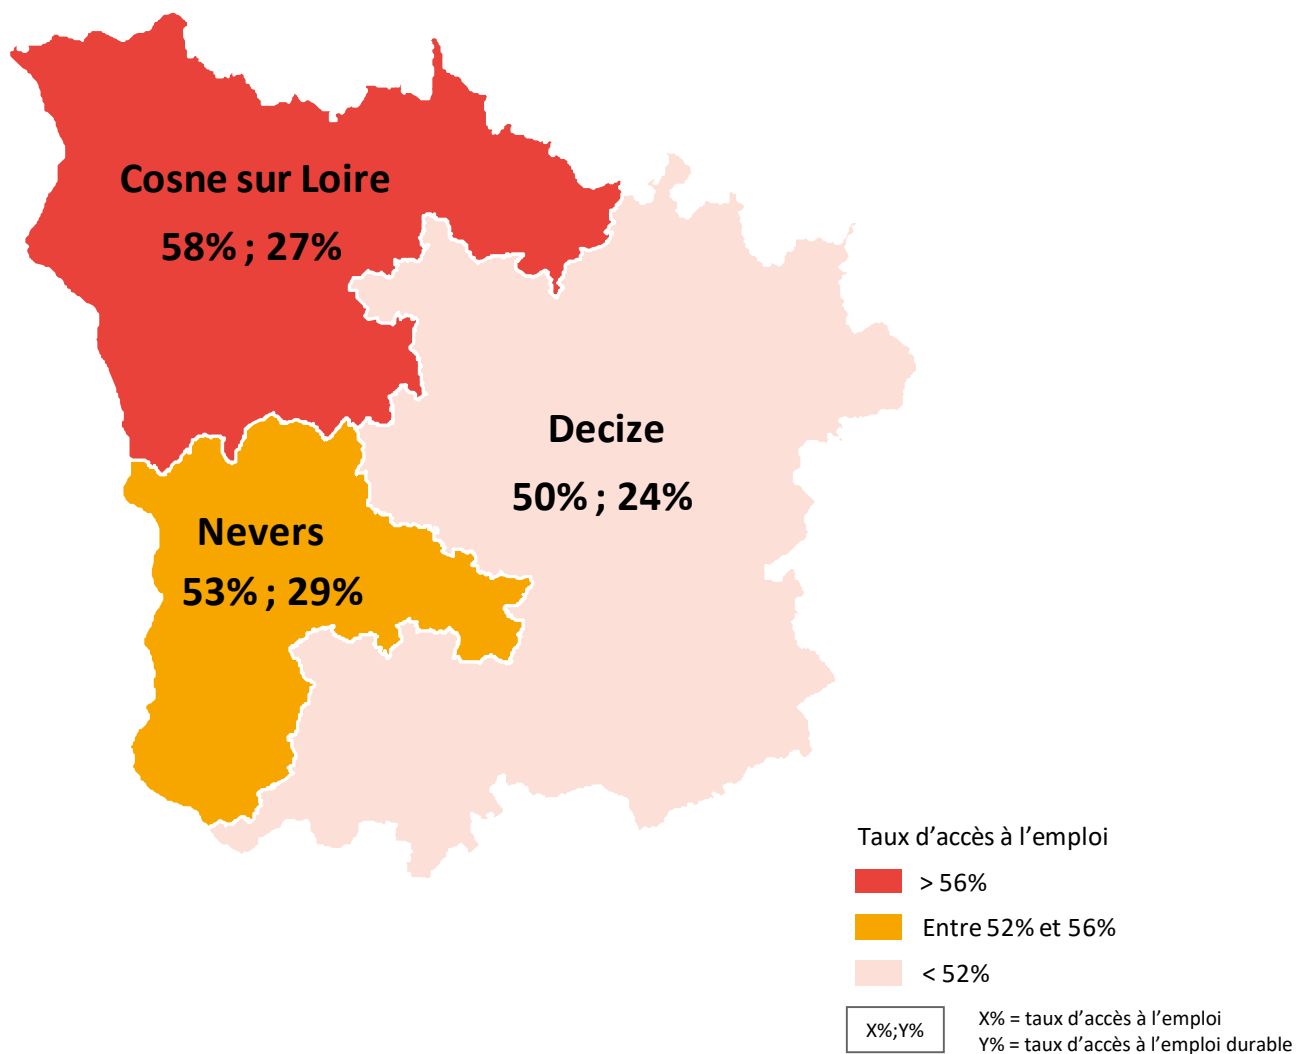 Cosne sur Loire
58% ; 27%
Decize
50% ; 24%
Nevers
53% ; 29%
Taux d’accès à l’emploi
> 56%
Entre 52% et 56%
< 52%
X%;Y%
X% = taux d’accès à l’emploi
Y% = taux d’accès à l’emploi durable